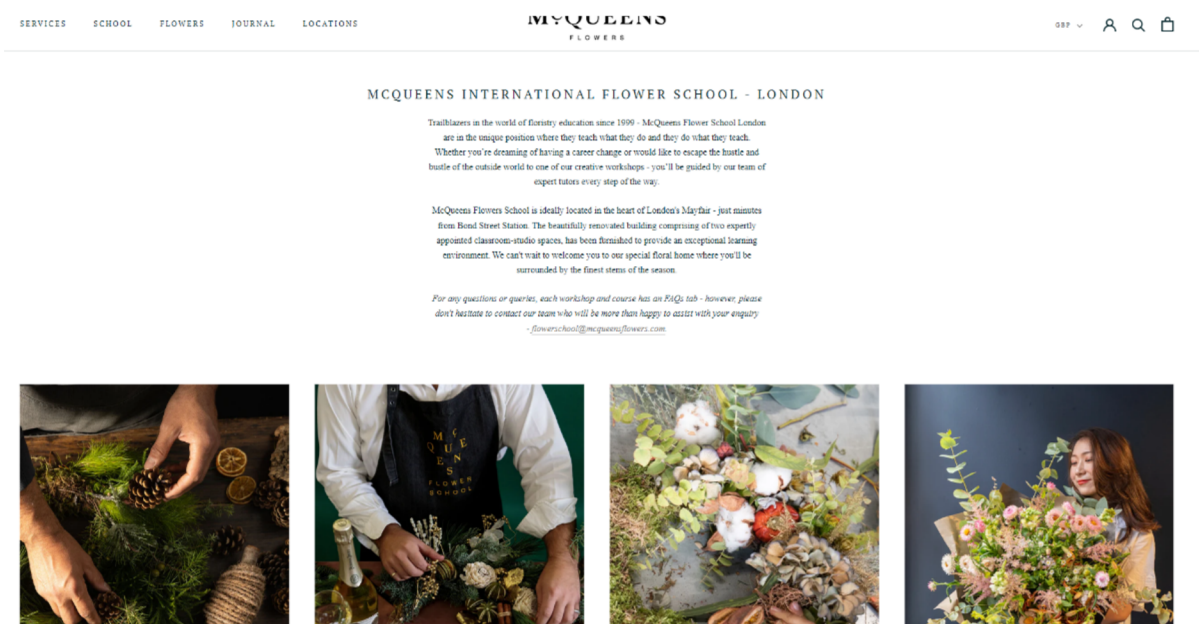 SERVICES SCHOOL FLOWERS JOURNAL LOCATIONS
MCQUEENS
FLOWERS
GBP
MCQUEENS INTERNATIONAL FLOWER SCHOOL - LONDON
Trailblazers in the world of floristry education since 1999 - McQueens Flower School London
are in the unique position where they teach what they do and they do what they teach.
Whether you're dreaming of having a career change or would like to escape the hustle and
bustle of the outside world to one of our creative workshops - you'll be guided by our team of
expert tutors every step of the way.
McQueens Flowers School is ideally located in the heart of London's Mayfair - just minutes
from Bond Street Station. The beautifully renovated building comprising of two expertly
appointed classroom-studio spaces, has been furnished to provide an exceptional learning
environment. We can't wait to welcome you to our special floral home where you'll be
surrounded by the finest stems of the season.
For any questions or queries, each workshop and course has an FAQs tab - however, please
don't hesitate to contact our team who will be more than happy to assist with your enquiry
- flowerschool@mcqueensflowers.com
MC
QUE
EN
S
FLOWER
SCHOOL